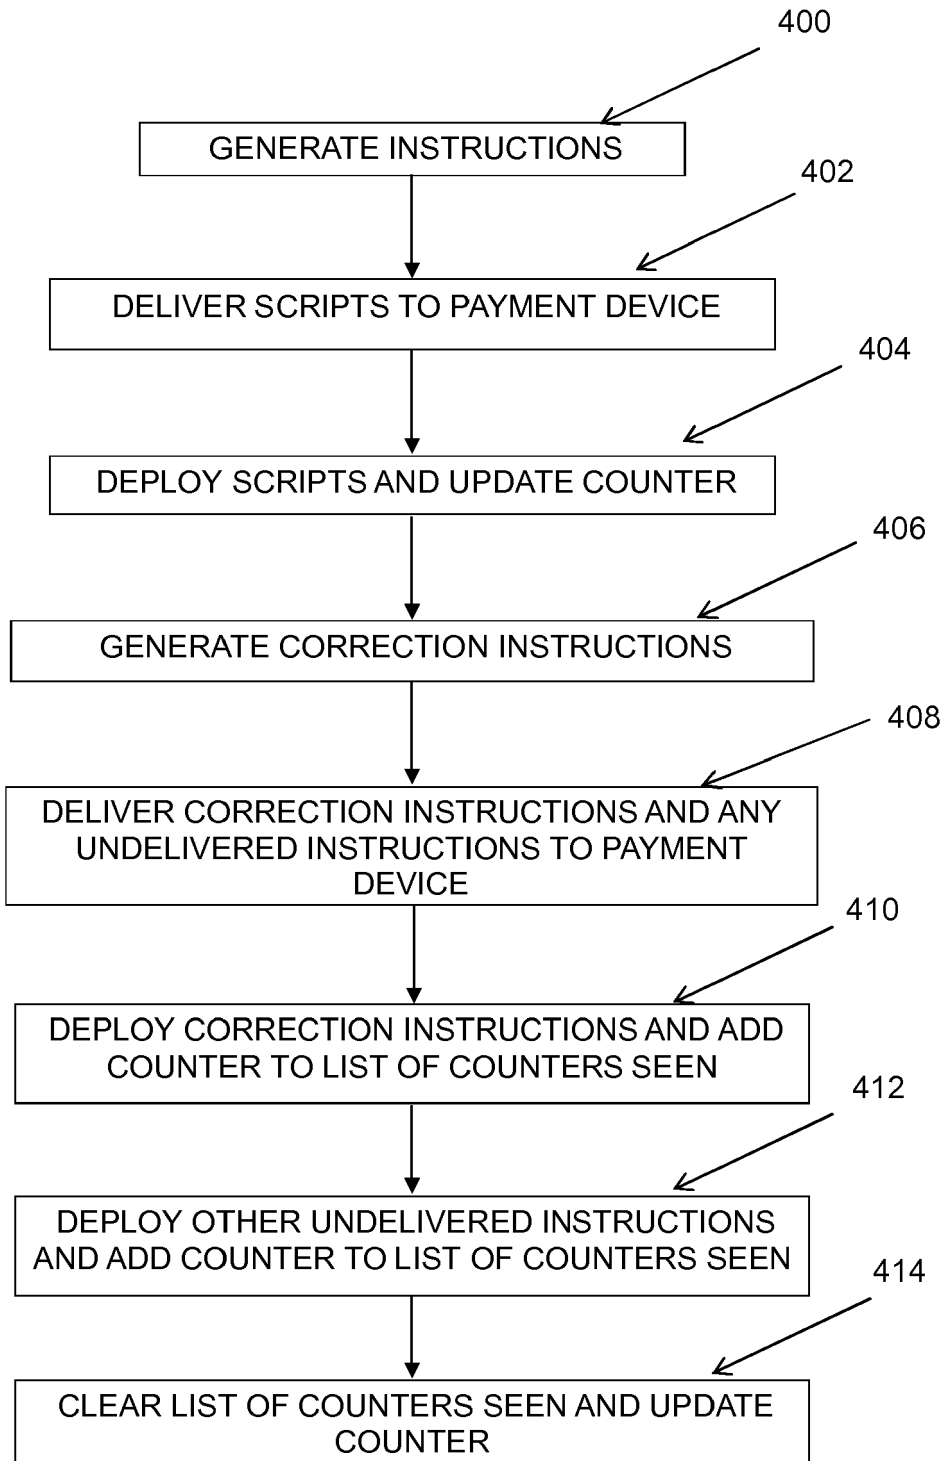 400
GENERATE INSTRUCTIONS
402
DELIVER SCRIPTS TO PAYMENT DEVICE
404
DEPLOY SCRIPTS AND UPDATE COUNTER
406
GENERATE CORRECTION INSTRUCTIONS
408
DELIVER CORRECTION INSTRUCTIONS AND ANY
UNDELIVERED INSTRUCTIONS TO PAYMENT
DEVICE
410
DEPLOY CORRECTION INSTRUCTIONS AND ADD
COUNTER TO LIST OF COUNTERS SEEN
412
DEPLOY OTHER UNDELIVERED INSTRUCTIONS
AND ADD COUNTER TO LIST OF COUNTERS SEEN
414
CLEAR LIST OF COUNTERS SEEN AND UPDATE
COUNTER